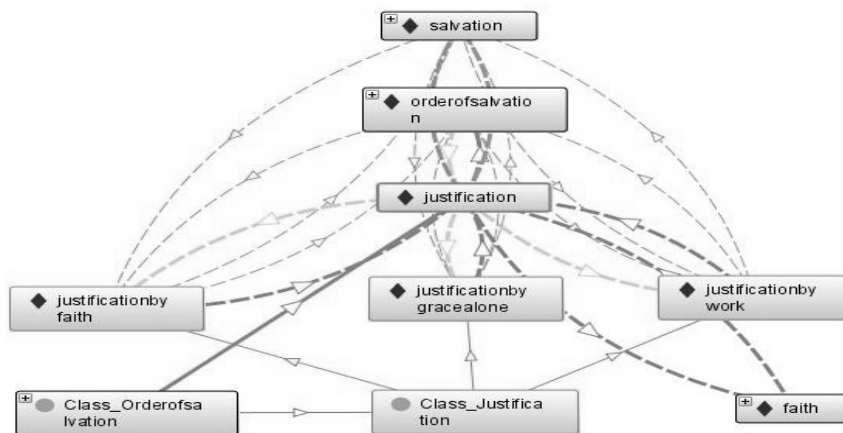 salvation
orderofsalvatio
n
justification
justificationby
faith
justificationby
gracealone
justificationby
work
Class_Orderofsa
lvation
Class_Justifica
tion
faith